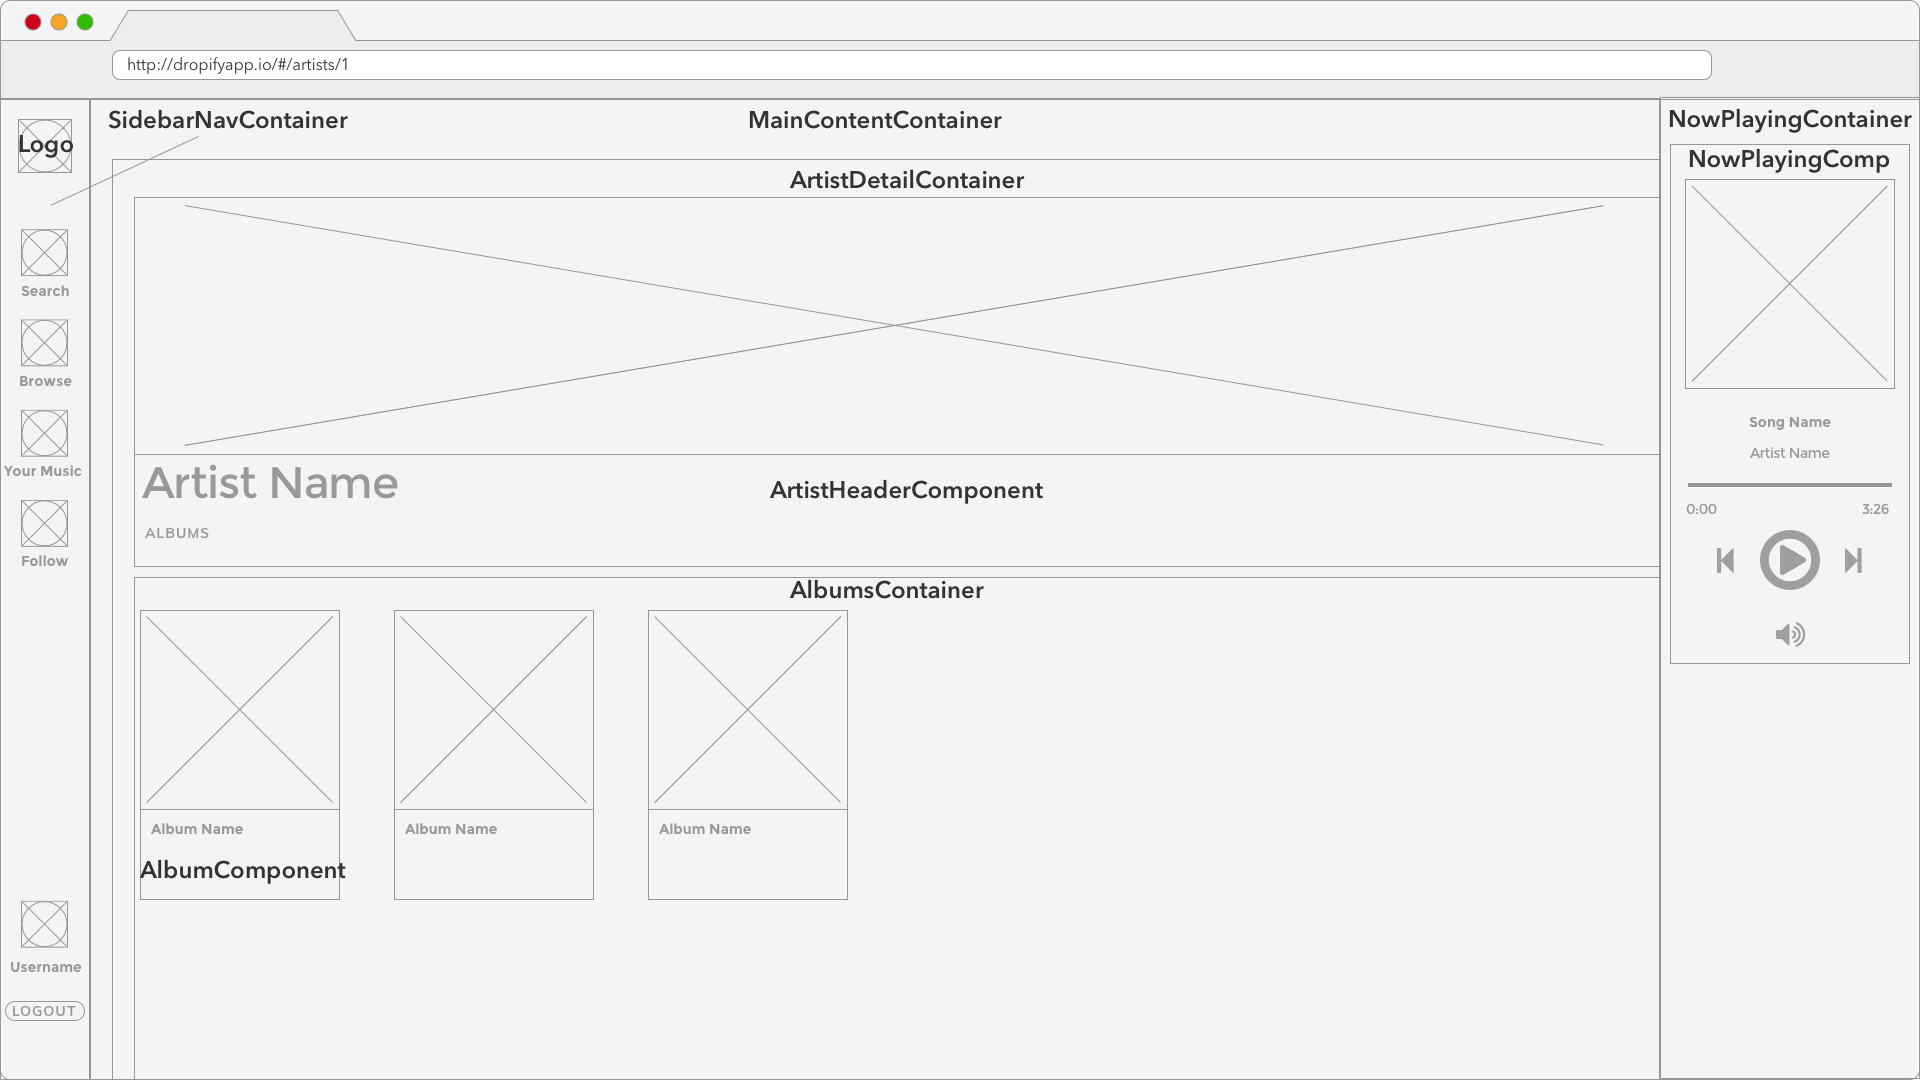 http://dropifyapp.io/#/artists/1
SidebarNavContainer
MainContentContainer
NowPlayingContainer
Logo
Search
Browse
Your Music
Follow
Username
LOGOUT
ArtistDetailContainer
Artist Name
ArtistHeaderComponent
ALBUMS
AlbumsContainer
Album Name
Album Name
Album Name
AlbumComponent
NowPlayingComp
Song Name
Artist Name
0:00
3:26